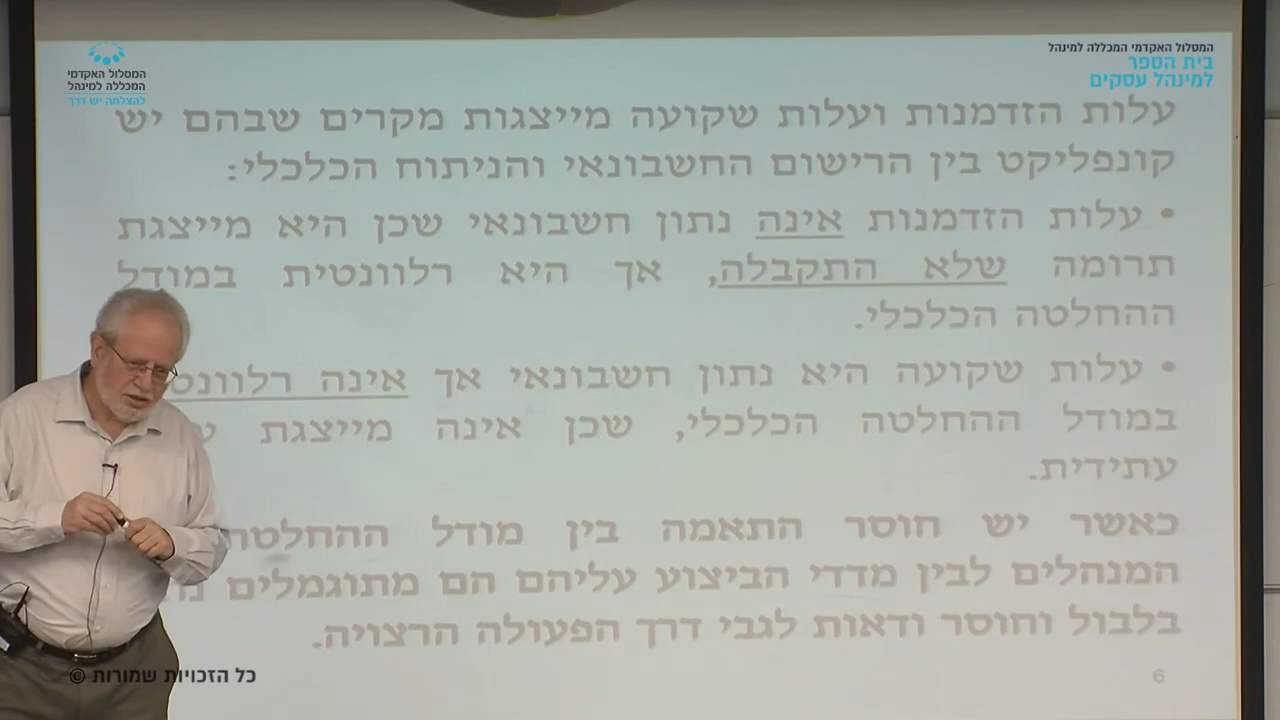 המסלול האקדמי המכללה למינהל
בית הספר
למינהל עסקים
המסלול האקדמי
המכללה למינהל
להצלחה יש דרך
עלות הזדמנות ועלות שקועה מייצגות מקרים שבהם יש
קונפליקט בין הרישום החשבונאי והניתוח הכלכלי:
• עלות הזדמנות אינה נתון חשבונאי שכן היא מייצגת
תרומה שלא התקבלה, אך היא רלוונטית במודל
ההחלטה הכלכלי.
• עלות שקועה היא נתון חשבונאי אך אינה
במודל ההחלטה הכלכלי, שכן אינה מייצגת
עתידית.
כאשר יש חוסר התאמה בין מודל ההחלטה
המנהלים לבין מדדי הביצוע עליהם הם מתוגמלים
בלבול וחוסר ודאות לגבי דרך הפעולה הרצויה.
6
כל הזכויות שמורות ©